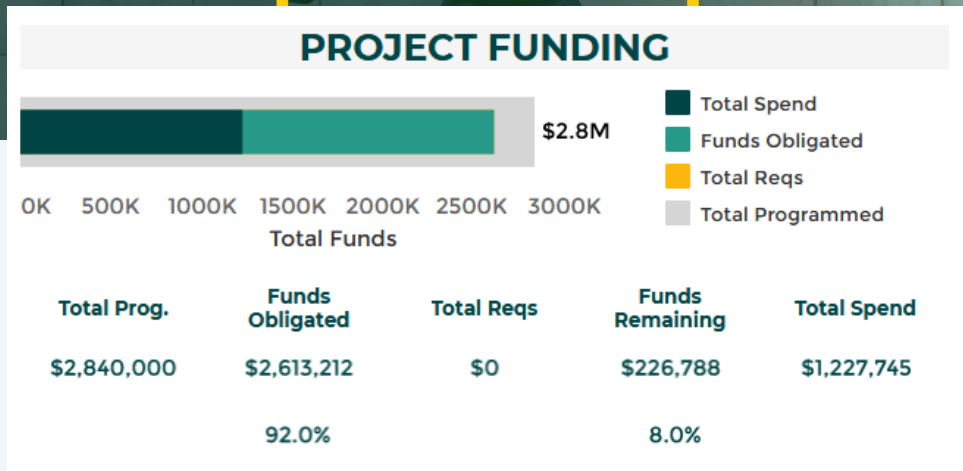 PROJECT FUNDING
$2.8M
Total Spend
Funds Obligated
Total Reqs
Total Programmed
0K 500K 1000K 1500K 2000K 2500K 3000K
Total Funds
Total Prog. Funds Obligated Total Reqs Funds Remaining Total Spend
$2,840,000 $2,613,212 $0 $226,788 $1,227,745
92.0% 8.0%